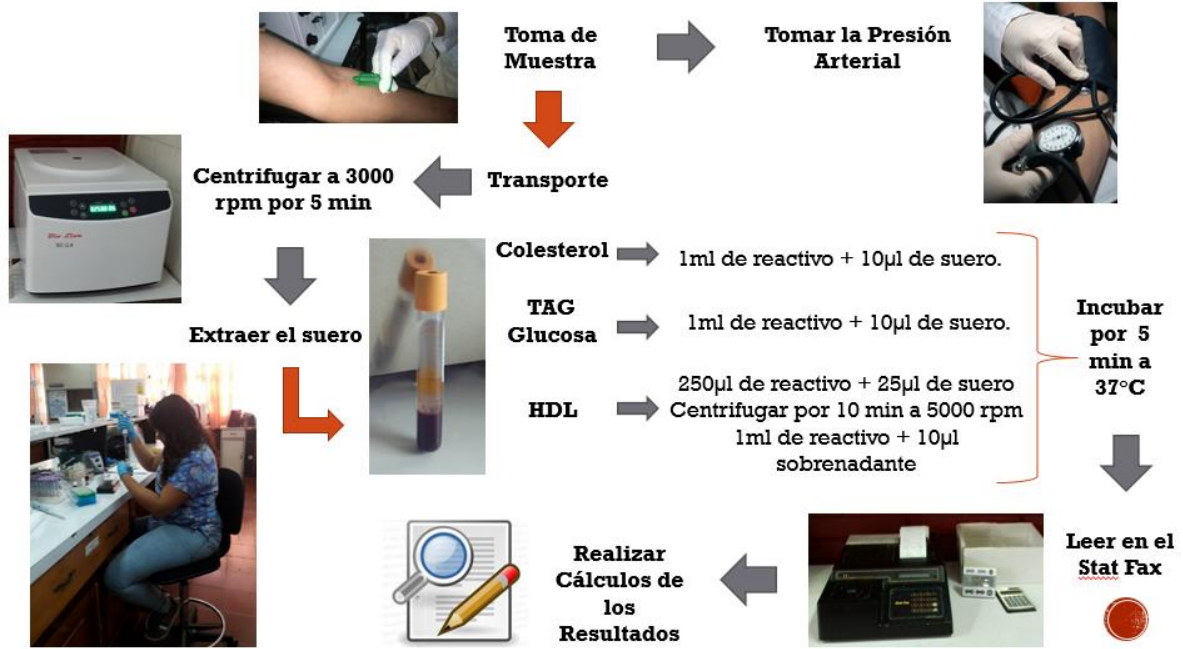 Toma de
Muestra
Tomar la Presión
Arterial
Transporte
Centrifugar a 3000
rpm por 5 min
Extraer el suero
Colesterol
1ml de reactivo + 10µl de suero.
TAG
Glucosa
1ml de reactivo + 10µl de suero.
HDL
250µl de reactivo + 25µl de suero
Centrifugar por 10 min a 5000 rpm
1ml de reactivo + 10µl
sobrenadante
Incubar
por 5
min a
37°C
Leer en el
Stat Fax
Realizar
Cálculos de
los
Resultados